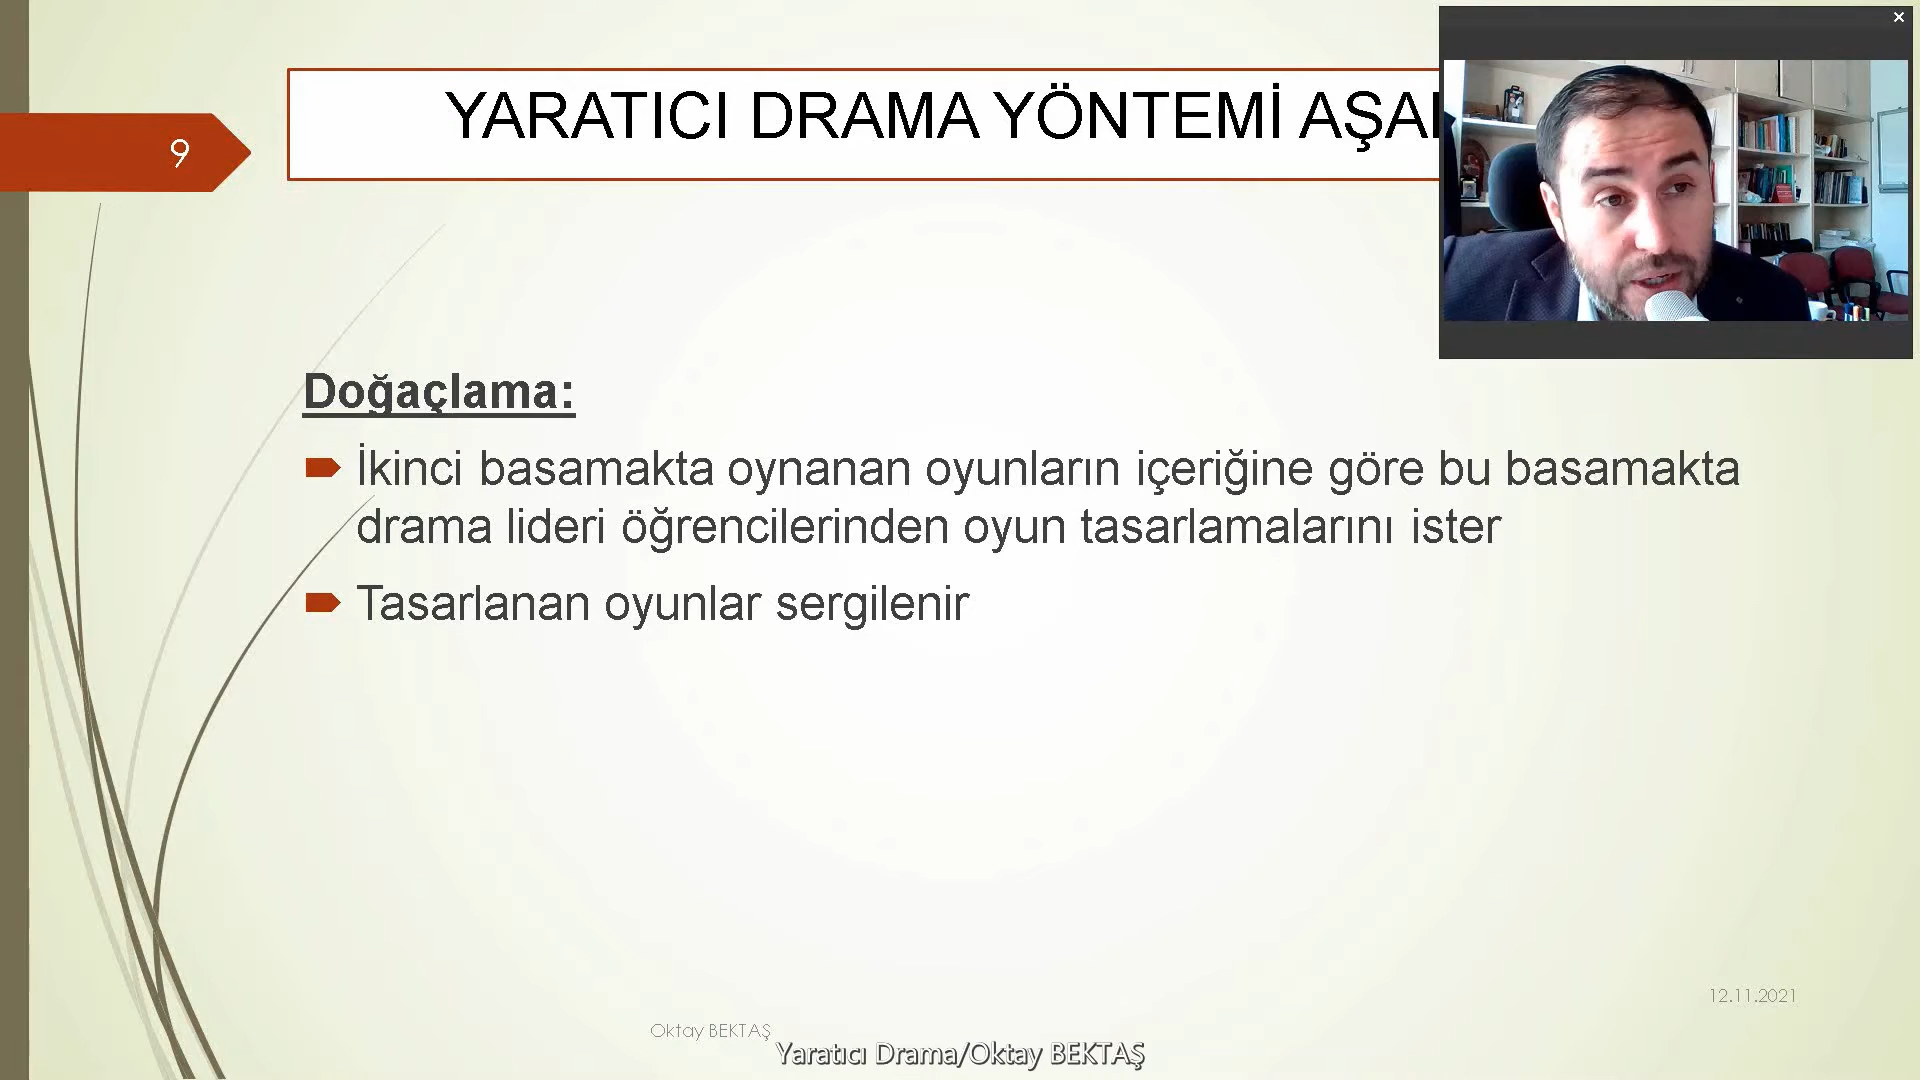 9
YARATICI DRAMA YÖNTEMİ
Doğaçlama:
İkinci basamakta oynanan oyunların içeriğine göre bu basamakta
drama lideri öğrencilerinden oyun tasarlamalarını ister
Tasarlanan oyunlar sergilenir
12.11.2021
Oktay BEKTAŞ
Yaratıcı Drama/Oktay BEKTAŞ